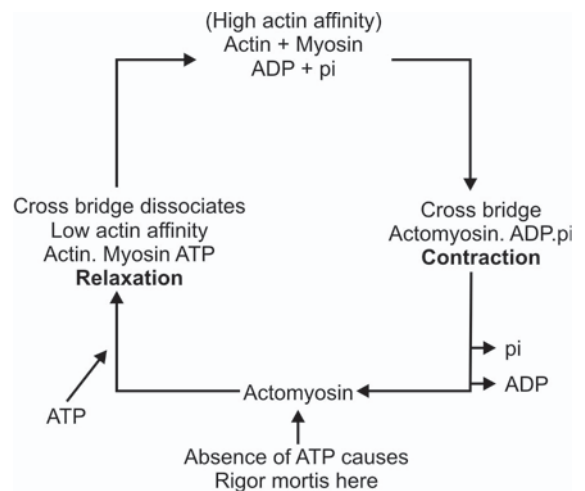 (High actin affinity)
Actin + Myosin
ADP + pi
Cross bridge dissociates
Low actin affinity
Actin. Myosin ATP
Relaxation
Cross bridge
Actomyosin. ADP.pi
Contraction
pi
ADP
Actomyosin
ATP
Absence of ATP causes
Rigor mortis here